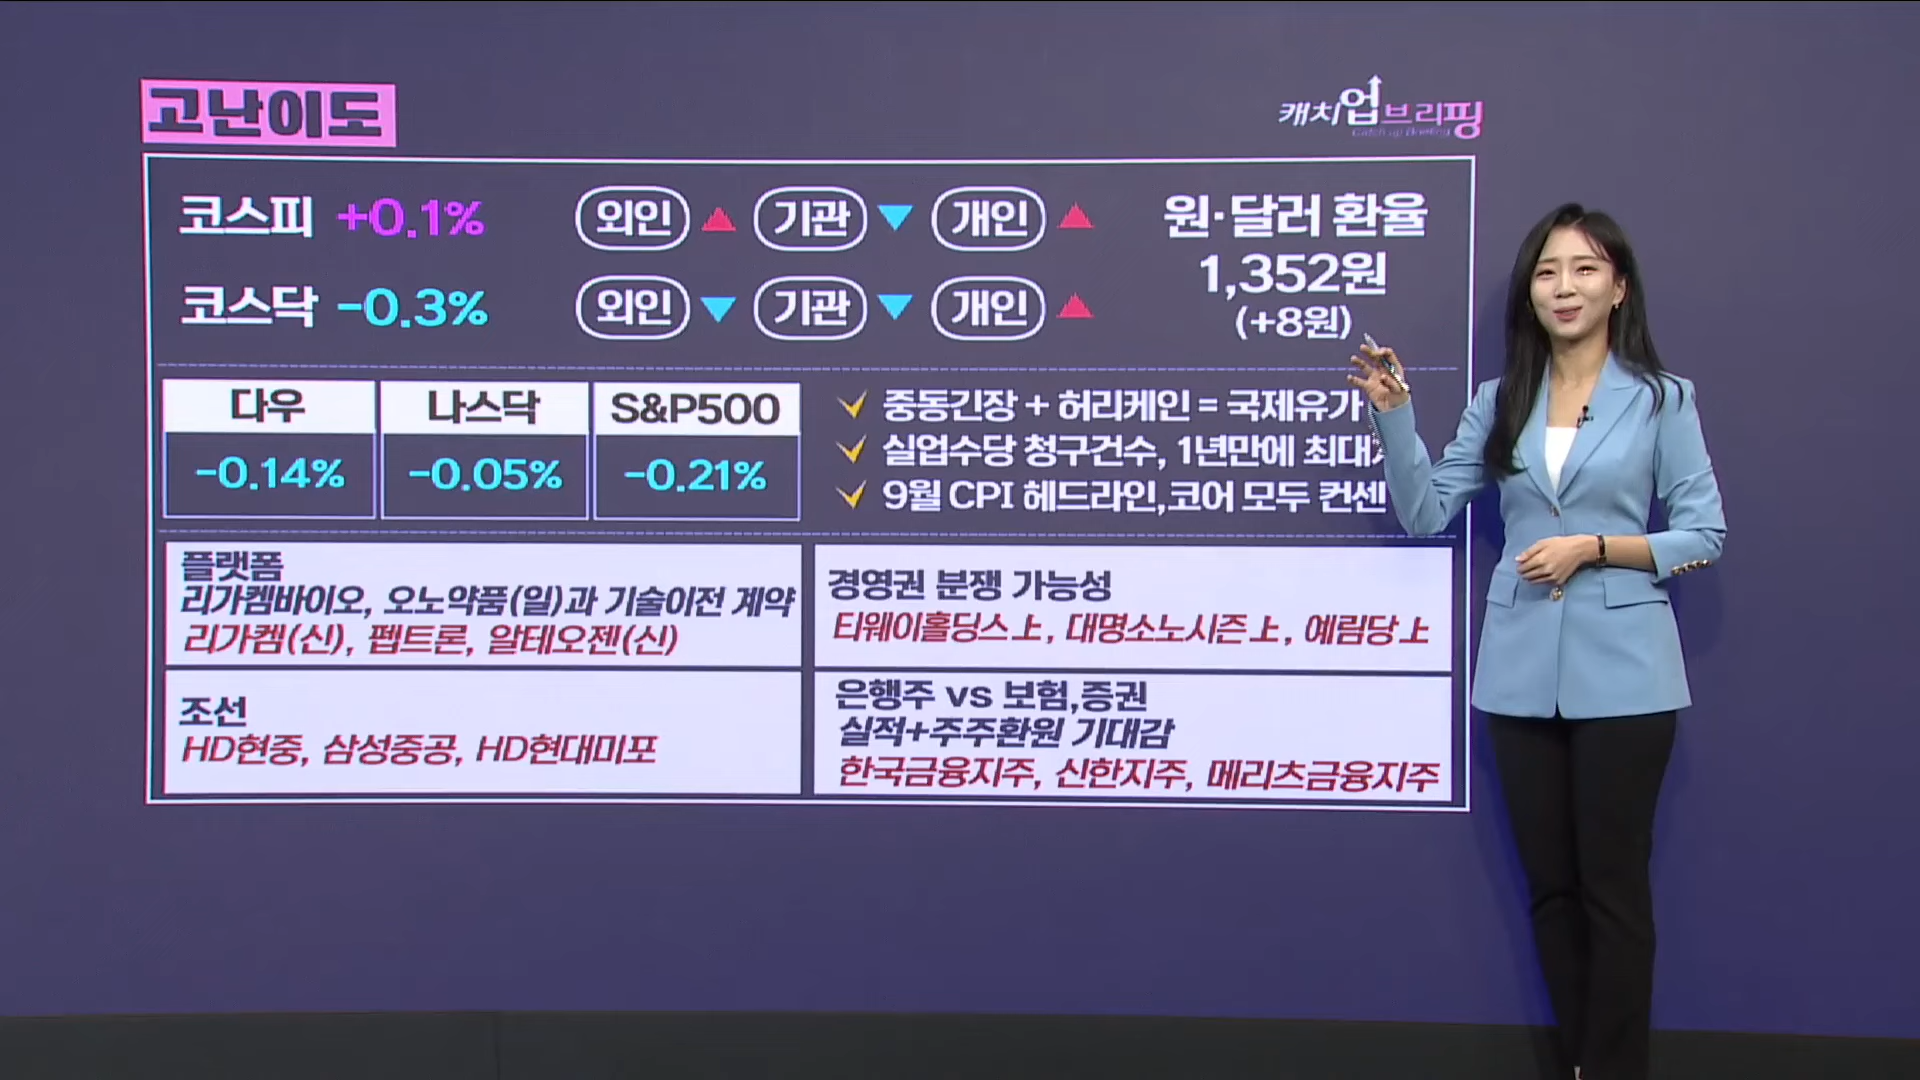 고난이도
캐치업브리핑
Catch up Briefing
코스피 +0.1% 외인 ▲ 기관 ▼ 개인 ▲
코스닥 -0.3% 외인 ▼ 기관 ▼ 개인 ▲
원·달러 환율
1,352원
(+8원)
다우 나스닥 S&P500
-0.14% -0.05% -0.21%
중동긴장 + 허리케인 = 국제유가
실업수당 청구건수, 1년만에 최대
9월 CPI 헤드라인,코어 모두 컨센
플랫폼
리가켐바이오, 오노약품(일)과 기술이전 계약
리가켐(신), 펩트론, 알테오젠(신)
경영권 분쟁 가능성
티웨이홀딩스上, 대명소노시즌上, 예림당上
조선
HD현중, 삼성중공, HD현대미포
은행주 vs 보험,증권
실적+주주환원 기대감
한국금융지주, 신한지주, 메리츠금융지주